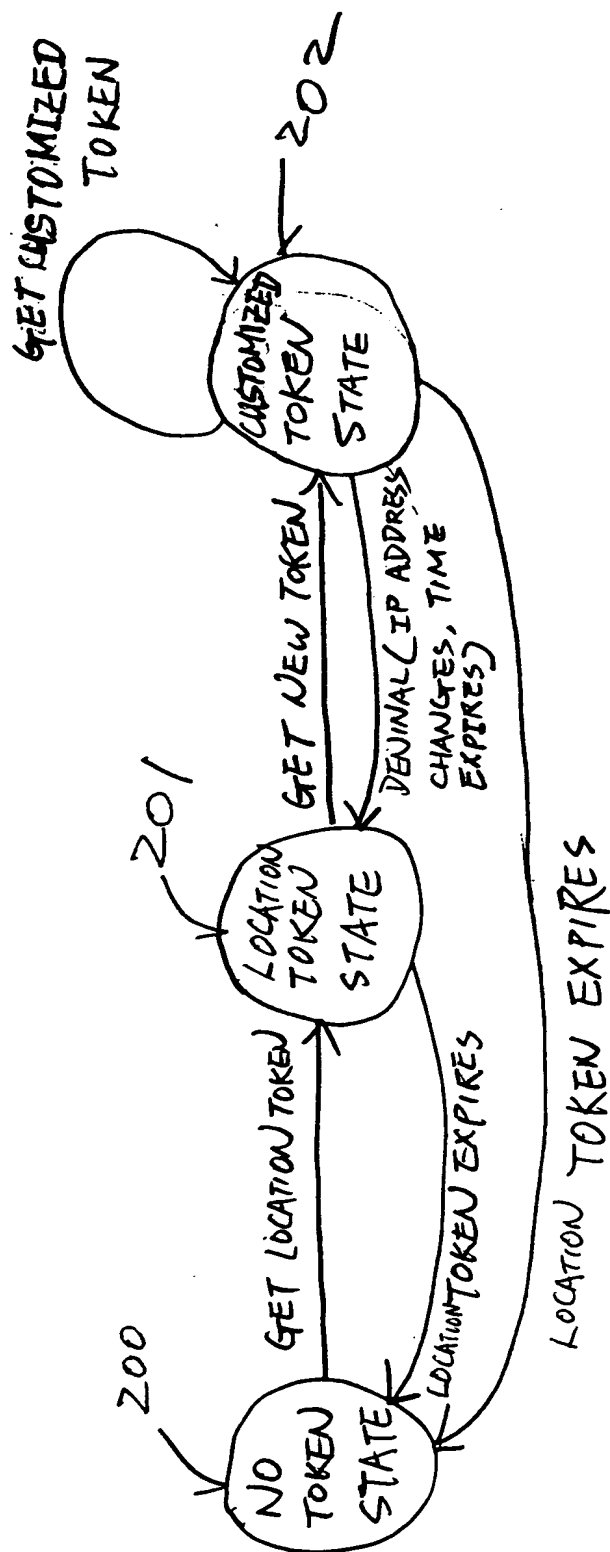 200
NO
TOKEN
STATE
GET LOCATION TOKEN
LOCATION TOKEN EXPIRES
201
LOCATION
TOKEN
STATE
GET NEW TOKEN
DENINAL (IP ADDRESS
CHANGES, TIME
EXPIRES)
GET CUSTOMIZED
TOKEN
202
CUSTOMIZED
TOKEN
STATE
LOCATION TOKEN EXPIRES